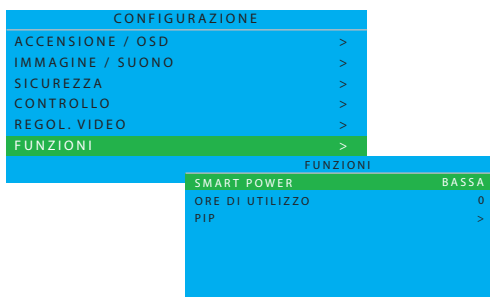 CONFIGURAZIONE
ACCENSIONE / OSD >
IMMAGINE / SUONO >
SICUREZZA >
CONTROLLO >
REGOL. VIDEO >
FUNZIONI >
FUNZIONI
SMART POWER BASSA
ORE DI UTILIZZO 0
PIP >